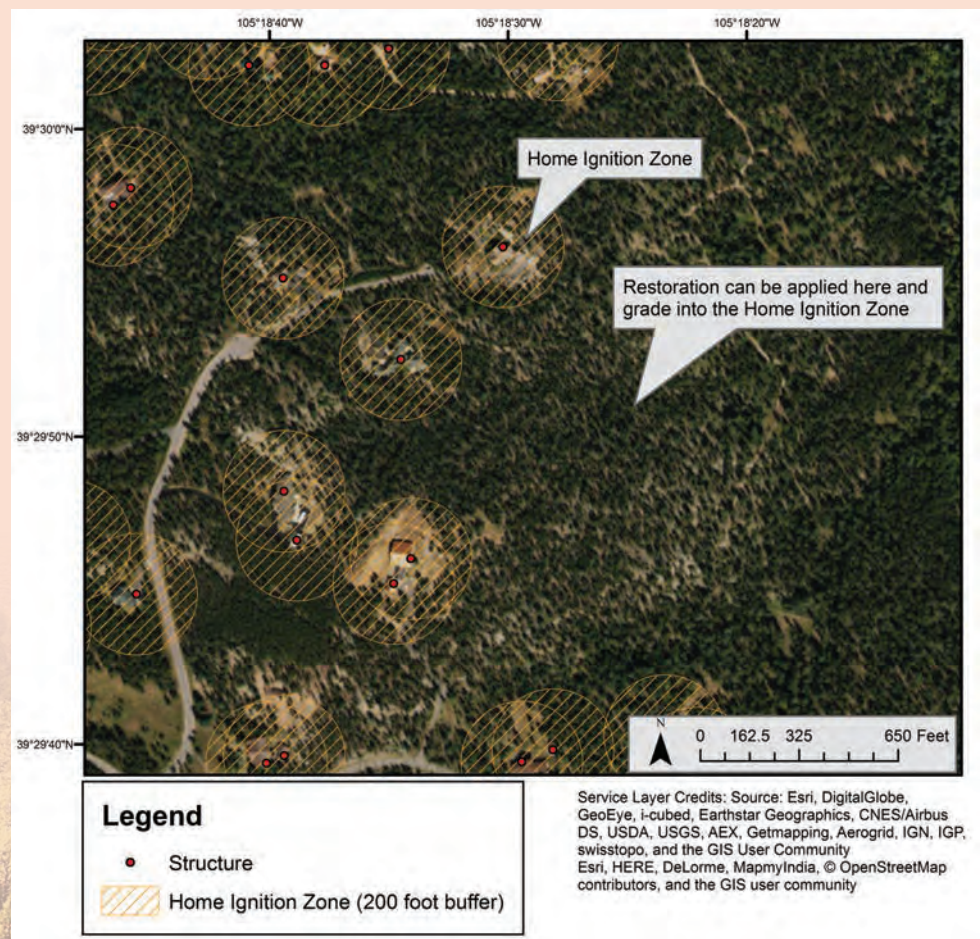 105°18'40"W
105°18'30"W
105°18'20"W
39°30'0"N
Home Ignition Zone
Restoration can be applied here and
grade into the Home Ignition Zone
39°29'50"N
39°29'40"N
N
0 162.5 325 650 Feet
Legend
Structure
Home Ignition Zone (200 foot buffer)
Service Layer Credits: Source: Esri, DigitalGlobe,
GeoEye, i-cubed, Earthstar Geographics, CNES/Airbus
DS, USDA, USGS, AEX, Getmapping, Aerogrid, IGN, IGP,
swisstopo, and the GIS User Community
Esri, HERE, DeLorme, MapmyIndia, © OpenStreetMap
contributors, and the GIS user community